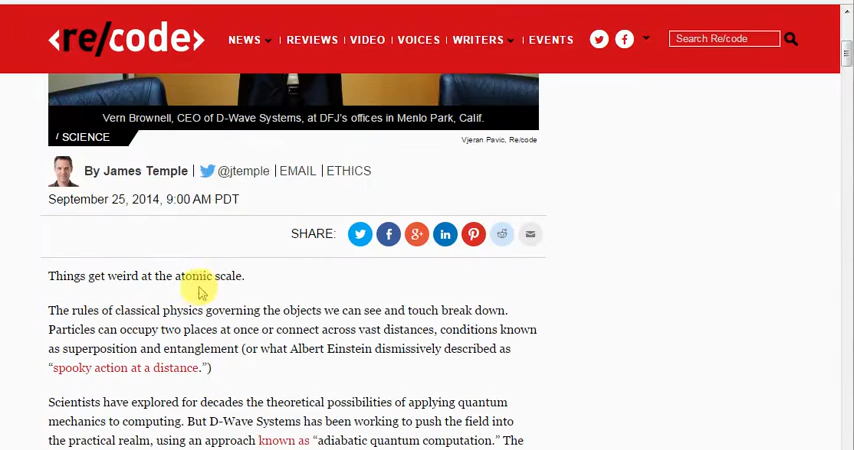 <re/code>
NEWS
REVIEWS
VIDEO
VOICES
WRITERS
EVENTS
Search Re/code
Vern Brownell, CEO of D-Wave Systems, at DFJ's offices in Menlo Park, Calif.
/ SCIENCE
Vjeran Pavic, Re/code
By James Temple | @jtemple | EMAIL | ETHICS
September 25, 2014, 9:00 AM PDT
SHARE:
Things get weird at the atomic scale.
The rules of classical physics governing the objects we can see and touch break down.
Particles can occupy two places at once or connect across vast distances, conditions known
as superposition and entanglement (or what Albert Einstein dismissively described as
“spooky action at a distance.”)
Scientists have explored for decades the theoretical possibilities of applying quantum
mechanics to computing. But D-Wave Systems has been working to push the field into
the practical realm, using an approach known as “adiabatic quantum computation.” The